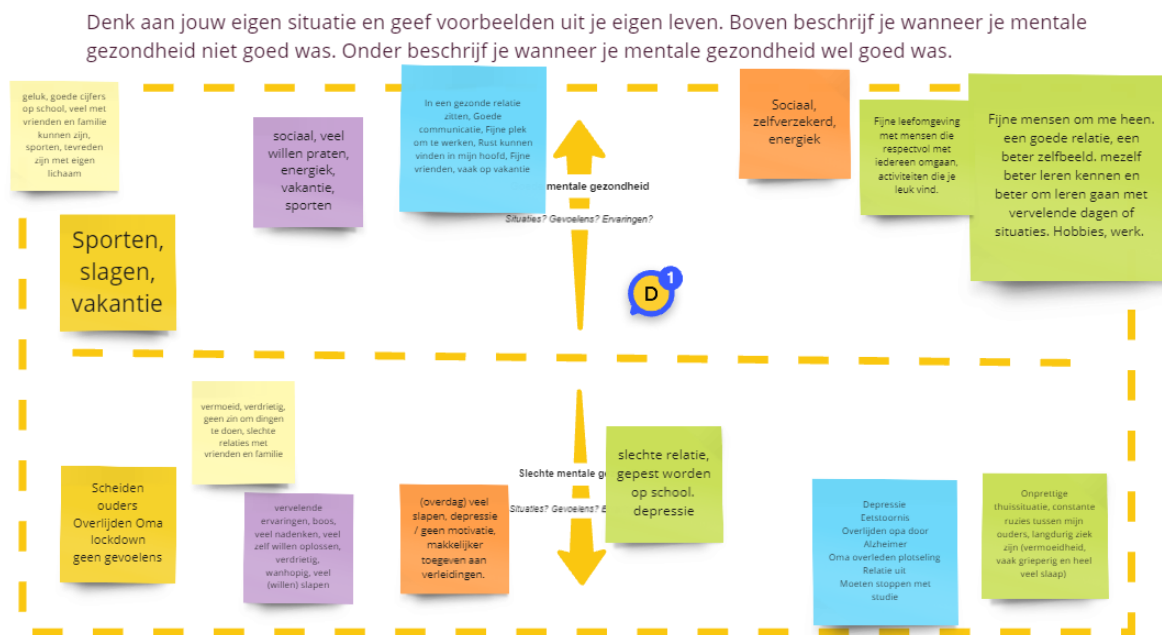 Denk aan jouw eigen situatie en geef voorbeelden uit je eigen leven. Boven beschrijf je wanneer je mentale
gezondheid niet goed was. Onder beschrijf je wanneer je mentale gezondheid wel goed was.
geluk, goede cijfers
op school, veel met
vrienden en familie
kunnen zijn,
sporten, tevreden
zijn met eigen
lichaam
sociaal, veel
willen praten,
energiek,
vakantie,
sporten
In een gezonde relatie
zitten, Goede
communicatie, Fijne plek
om te werken, Rust kunnen
vinden in mijn hoofd, Fijne
vrienden, vaak op vakantie
Sociaal,
zelfverzekerd,
energiek
Fijne leefomgeving
met mensen die
respectvol met
iedereen omgaan.
activiteiten die je
leuk vind.
Fijne mensen om me heen.
een goede relatie, een
beter zelfbeeld. mezelf
beter leren kennen en
beter om leren gaan met
vervelende dagen of
situaties. Hobbies, werk.
mentale gezondheid
Situaties? Gevoelens? Ervaringen?
Sporten,
slagen,
vakantie
D
1
vermoeid, verdrietig,
geen zin om dingen
te doen, slechte
relaties met
vrienden en familie
Scheiden
ouders
Overlijden Oma
lockdown
geen gevoelens
vervelende
ervaringen, boos,
veel nadenken, veel
zelf willen oplossen,
verdrietig,
wanhopig, veel
(willen) slapen
(overdag) veel
slapen, depressie
/ geen motivatie,
makkelijker
toegeven aan
verleidingen.
Slechte mentale
Situaties? Gevoelens?
slechte relatie,
gepest worden
op school.
depressie
Depressie
Eetstoornis
Overlijden opa door
Alzheimer
Oma overleden plotseling
Relatie uit
Moeten stoppen met
studie
Onprettige
thuissituatie, constante
ruzies tussen mijn
ouders, langdurig ziek
zijn (vermoeidheid,
vaak grieperig en heel
veel slaap)